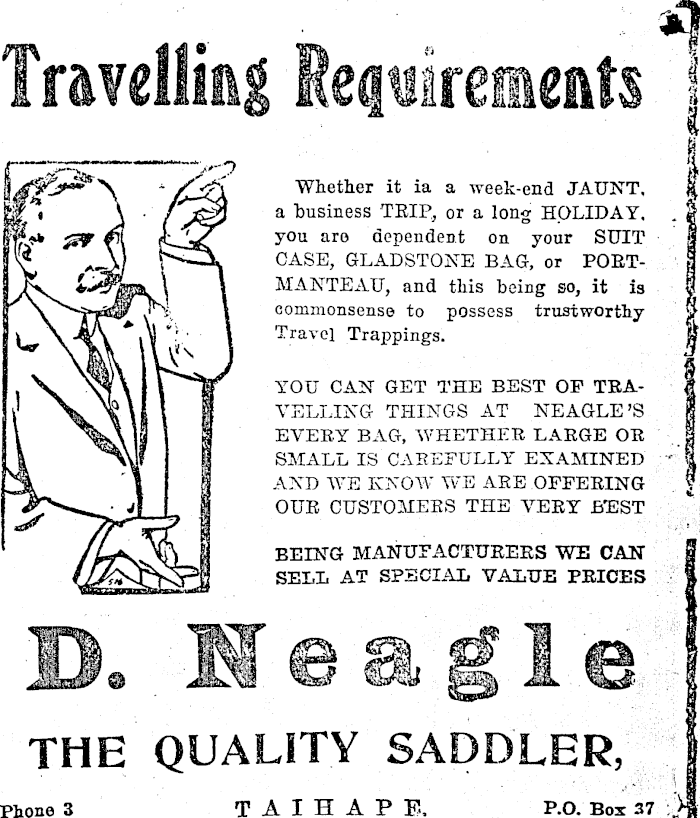 Travelling Requirements
Whether it ia a week-end JAUNT.
a business TRIP, or a long HOLIDAY.
you are dependent on your SUIT
CASE, GLADSTONE BAG, or PORT-
MANTEAU, and this being so, it is
commonsense to possess trustworthy
Travel Trappings.
YOU CAN GET THE BEST OF TRA-
VELLING THINGS AT NEAGLE'S
EVERY BAG, WHETHER LARGE OR
SMALL IS CAREFULLY EXAMINED
AND WE KNOW WE ARE OFFERING
OUR CUSTOMERS THE VERY BEST
BEING MANUFACTURERS WE CAN
SELL AT SPECIAL VALUE PRICES
D. Neagle
THE QUALITY SADDLER,
Phone 3 TAIHAPE. P.O. Box 37